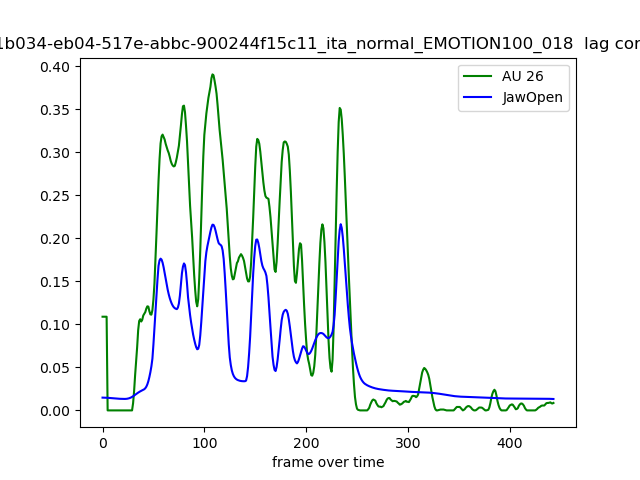 1b034-eb04-517e-abbc-900244f15c11_ita_normal_EMOTION100_018 lag cor
AU 26
JawOpen
0.40
0.35
0.30
0.25
0.20
0.15
0.10
0.05
0.00
0 100 200 300 400
frame over time